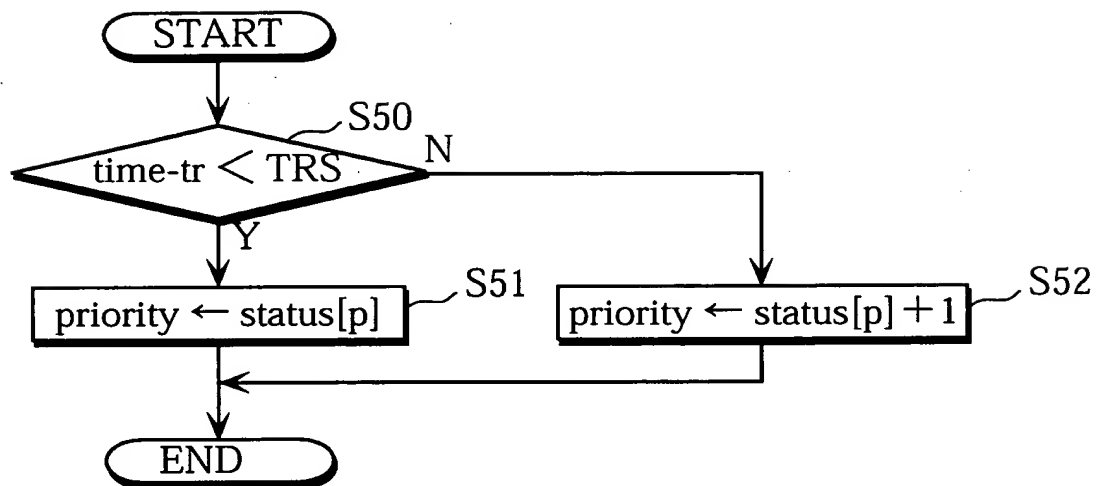 START
S50
time-tr < TRS
N
Y
S51
priority ← status[p]
S52
priority ← status[p]+1
END